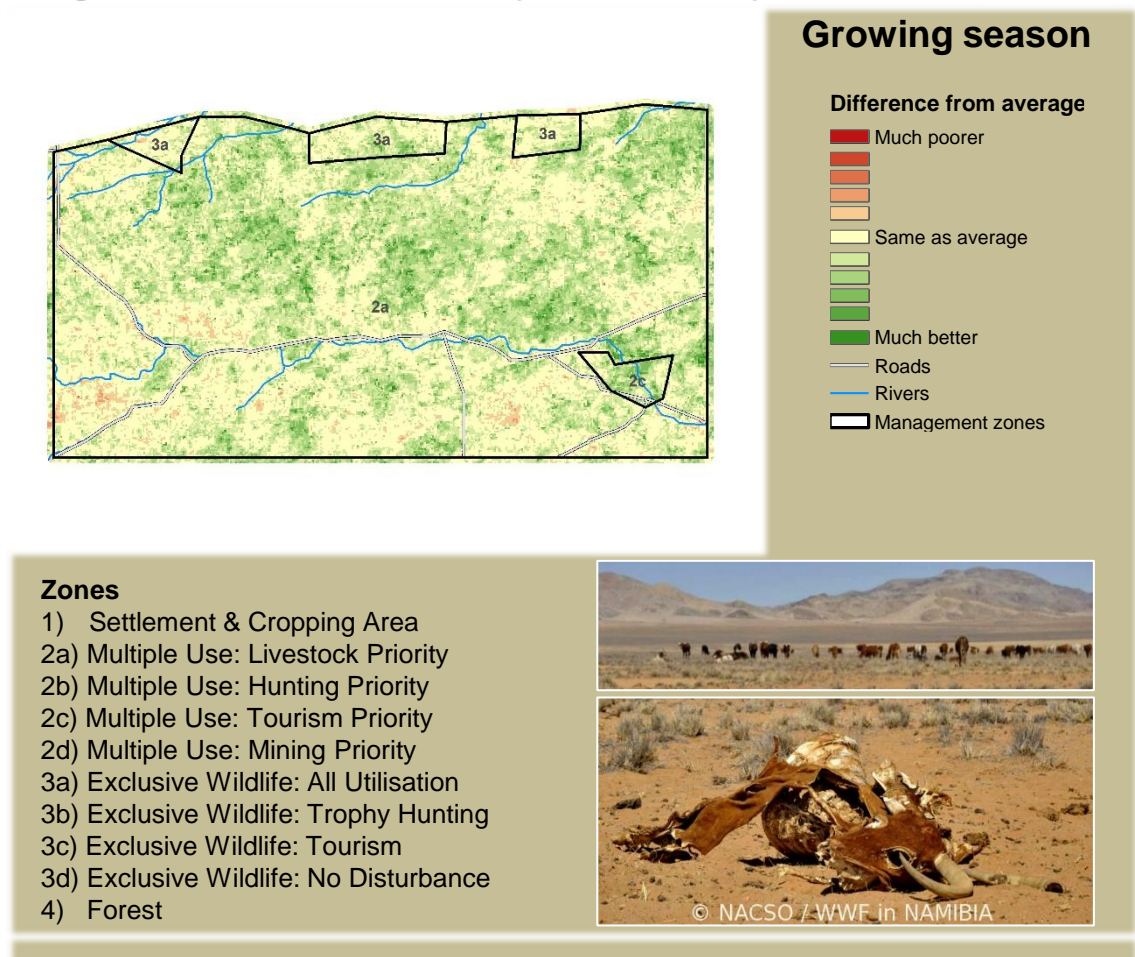 Growing season
Difference from average
Much poorer
Same as average
Much better
Roads
Rivers
Management zones
3a
3a
3a
2a
2c
Zones
1) Settlement & Cropping Area
2a) Multiple Use: Livestock Priority
2b) Multiple Use: Hunting Priority
2c) Multiple Use: Tourism Priority
2d) Multiple Use: Mining Priority
3a) Exclusive Wildlife: All Utilisation
3b) Exclusive Wildlife: Trophy Hunting
3c) Exclusive Wildlife: Tourism
3d) Exclusive Wildlife: No Disturbance
4) Forest
© NACSO / WWF in NAMIBIA